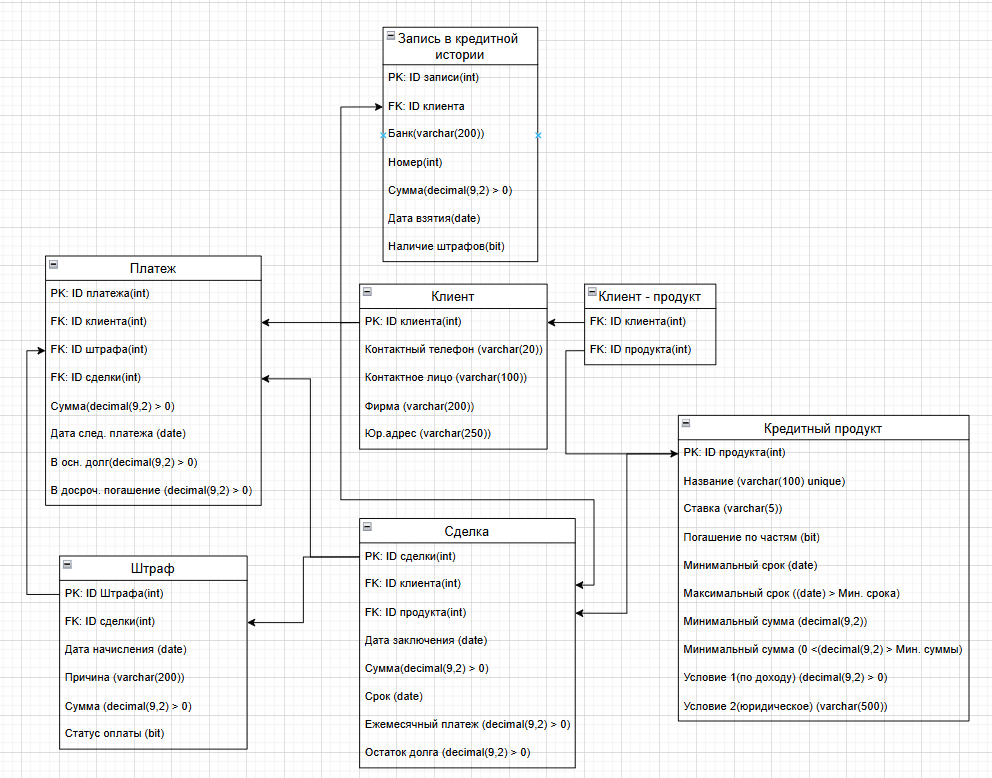 Запись в кредитной
истории
PK: ID записи(int)
FK: ID клиента
Банк(varchar(200))
Номер(int)
Сумма(decimal(9,2) > 0)
Дата взятия(date)
Наличие штрафов(bit)
Платеж
PK: ID платежа(int)
FK: ID клиента(int)
FK: ID штрафа(int)
FK: ID сделки(int)
Сумма(decimal(9,2) > 0)
Дата след. платежа (date)
В осн. долг(decimal(9,2) > 0)
В досроч. погашение (decimal(9,2) > 0)
Клиент
PK: ID клиента(int)
Контактный телефон (varchar(20))
Контактное лицо (varchar(100))
Фирма (varchar(200))
Юр.адрес (varchar(250))
Клиент - продукт
FK: ID клиента(int)
FK: ID продукта(int)
Кредитный продукт
PK: ID продукта(int)
Название (varchar(100) unique)
Ставка (varchar(5))
Погашение по частям (bit)
Минимальный срок (date)
Максимальный срок ((date) > Мин. срока)
Минимальный сумма (decimal(9,2))
Минимальный сумма (0 <(decimal(9,2) > Мин. суммы)
Условие 1(по доходу) (decimal(9,2) > 0)
Условие 2(юридическое) (varchar(500))
Штраф
PK: ID Штрафа(int)
FK: ID сделки(int)
Дата начисления (date)
Причина (varchar(200))
Сумма (decimal(9,2) > 0)
Статус оплаты (bit)
Сделка
PK: ID сделки(int)
FK: ID клиента(int)
FK: ID продукта(int)
Дата заключения (date)
Сумма(decimal(9,2) > 0)
Срок (date)
Ежемесячный платеж (decimal(9,2) > 0)
Остаток долга (decimal(9,2) > 0)